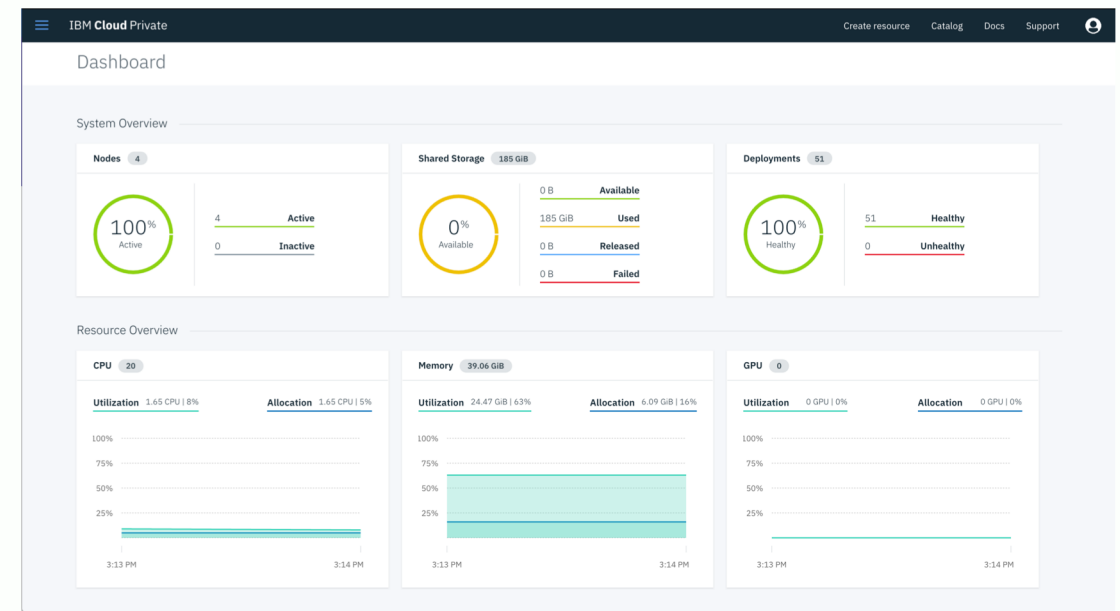 IBM Cloud Private Create resource Catalog Docs Support
Dashboard
System Overview
Nodes 4
100%
Active
4 Active
0 Inactive
Shared Storage 185 GiB
0%
Available
0 B Available
185 GiB Used
0 B Released
0 B Failed
Deployments 51
100%
Healthy
51 Healthy
0 Unhealthy
Resource Overview
CPU 20
Utilization 1.65 CPU | 8% Allocation 1.65 CPU | 5%
100%
75%
50%
25%
3:13 PM 3:14 PM
Memory 39.06 GiB
Utilization 24.47 GiB | 63% Allocation 6.09 GiB | 16%
100%
75%
50%
25%
3:13 PM 3:14 PM
GPU 0
Utilization 0 GPU | 0% Allocation 0 GPU | 0%
100%
75%
50%
25%
3:13 PM 3:14 PM